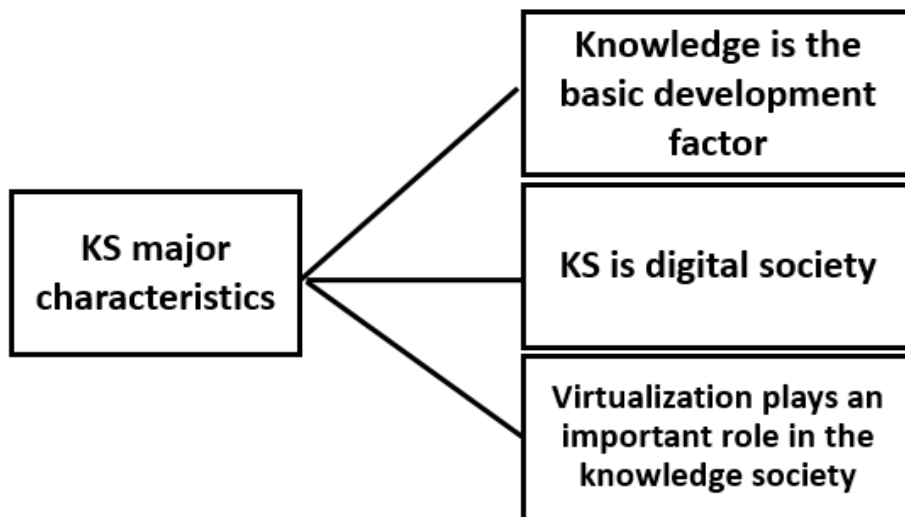 Knowledge is the
basic development
factor
KS major
characteristics
KS is digital society
Virtualization plays an
important role in the
knowledge society